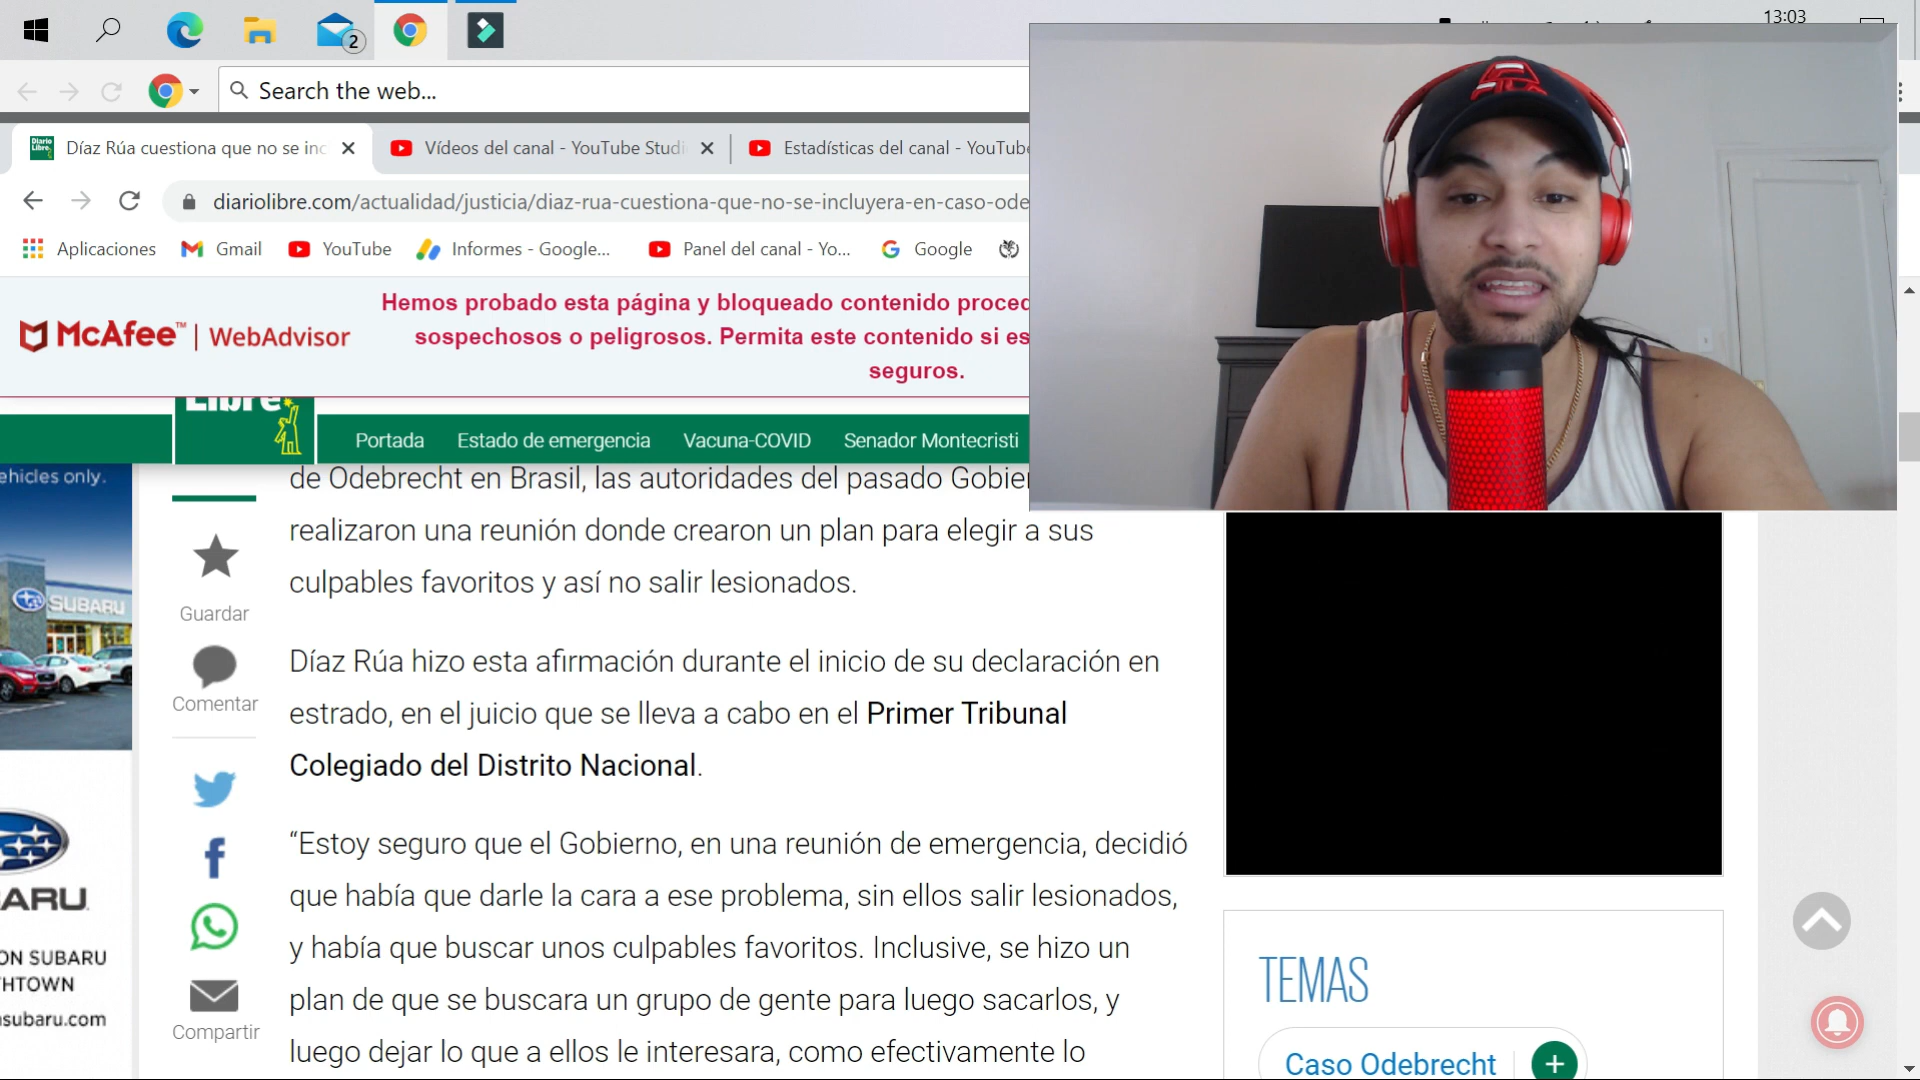 13:03
2
Search the web...
Díaz Rúa cuestiona que no se inc
Vídeos del canal - YouTube Studi
Estadísticas del canal - YouTube
diariolibre.com/actualidad/justicia/diaz-rua-cuestiona-que-no-se-incluyera-en-caso-ode
Aplicaciones
Gmail
YouTube
Informes - Google...
Panel del canal - Yo...
Google
McAfee™ | WebAdvisor
Hemos probado esta página y bloqueado contenido proced
sospechosos o peligrosos. Permita este contenido si es
seguros.
Libre
Portada
Estado de emergencia
Vacuna-COVID
Senador Montecristi
FILA
ehicles only.
SUBARU
ARU
ON SUBARU
HTOWN
nsubaru.com
Guardar
Comentar
Compartir
de Odebrecht en Brasil, las autoridades del pasado Gobier
realizaron una reunión donde crearon un plan para elegir a sus
culpables favoritos y así no salir lesionados.
Díaz Rúa hizo esta afirmación durante el inicio de su declaración en
estrado, en el juicio que se lleva a cabo en el Primer Tribunal
Colegiado del Distrito Nacional.
“Estoy seguro que el Gobierno, en una reunión de emergencia, decidió
que había que darle la cara a ese problema, sin ellos salir lesionados,
y había que buscar unos culpables favoritos. Inclusive, se hizo un
plan de que se buscara un grupo de gente para luego sacarlos, y
luego dejar lo que a ellos le interesara, como efectivamente lo
TEMAS
Caso Odebrecht
+